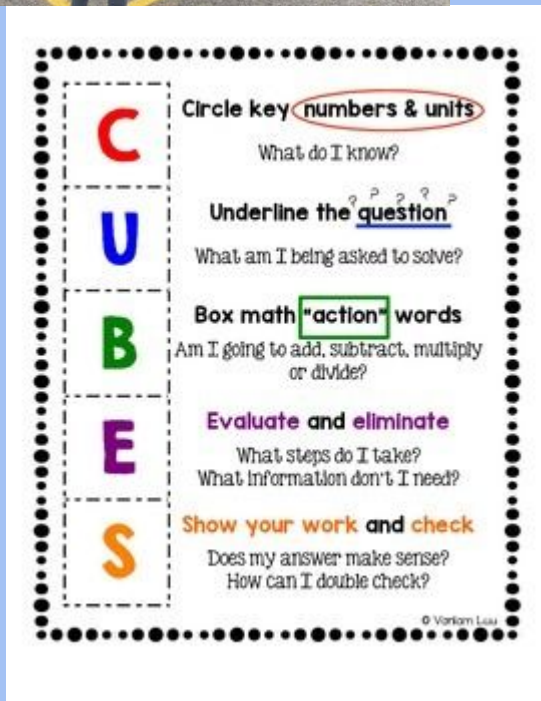 C
Circle key numbers & units
What do I know?
? ? ? ? ?
U
Underline the question
What am I being asked to solve?
B
Box math "action" words
Am I going to add, subtract, multiply
or divide?
E
Evaluate and eliminate
What steps do I take?
What information don't I need?
S
Show your work and check
Does my answer make sense?
How can I double check?
©